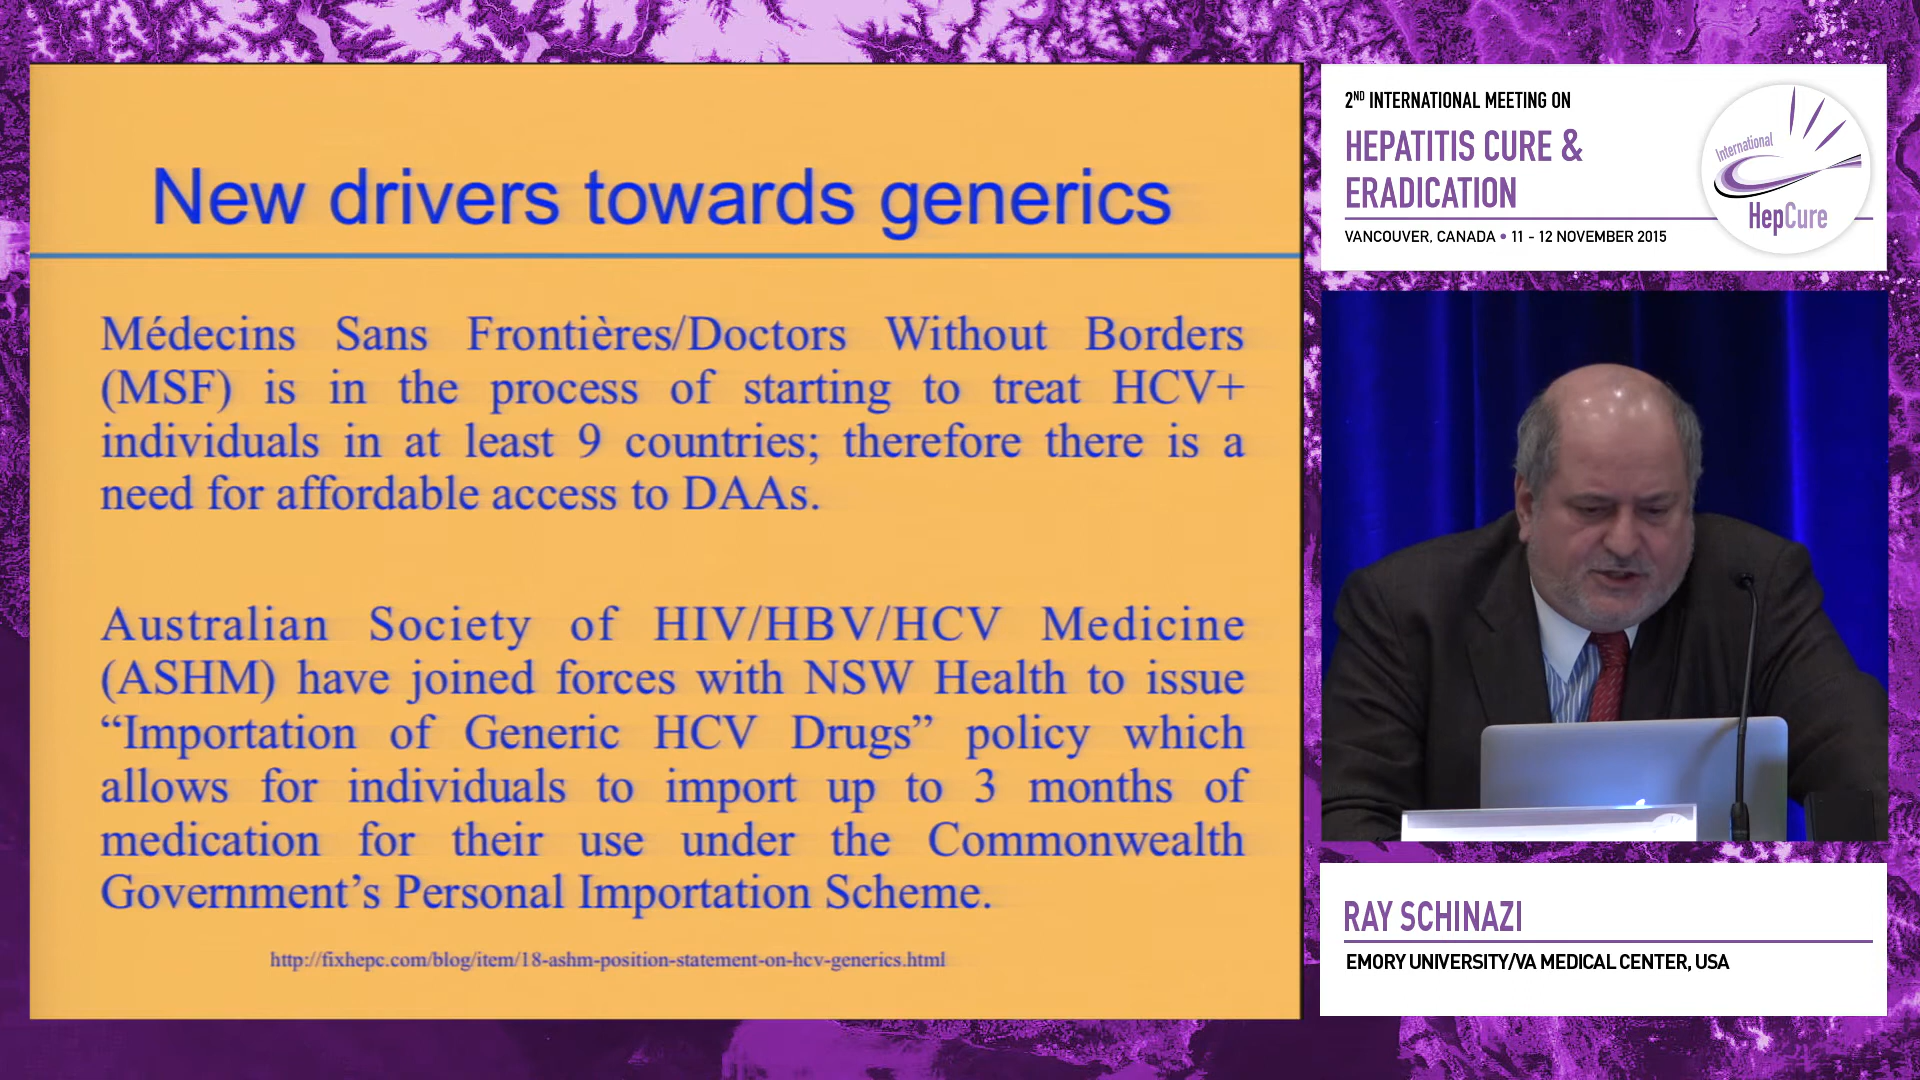 New drivers towards generics
Médecins Sans Frontières/Doctors Without Borders
(MSF) is in the process of starting to treat HCV+
individuals in at least 9 countries; therefore there is a
need for affordable access to DAAs.
Australian Society of HIV/HBV/HCV Medicine
(ASHM) have joined forces with NSW Health to issue
“Importation of Generic HCV Drugs” policy which
allows for individuals to import up to 3 months of
medication for their use under the Commonwealth
Government’s Personal Importation Scheme.
http://fixhepc.com/blog/item/18-ashm-position-statement-on-hcv-generics.html
2ND INTERNATIONAL MEETING ON
HEPATITIS CURE &
ERADICATION
VANCOUVER, CANADA • 11 - 12 NOVEMBER 2015
International
HepCure
RAY SCHINAZI
EMORY UNIVERSITY/VA MEDICAL CENTER, USA